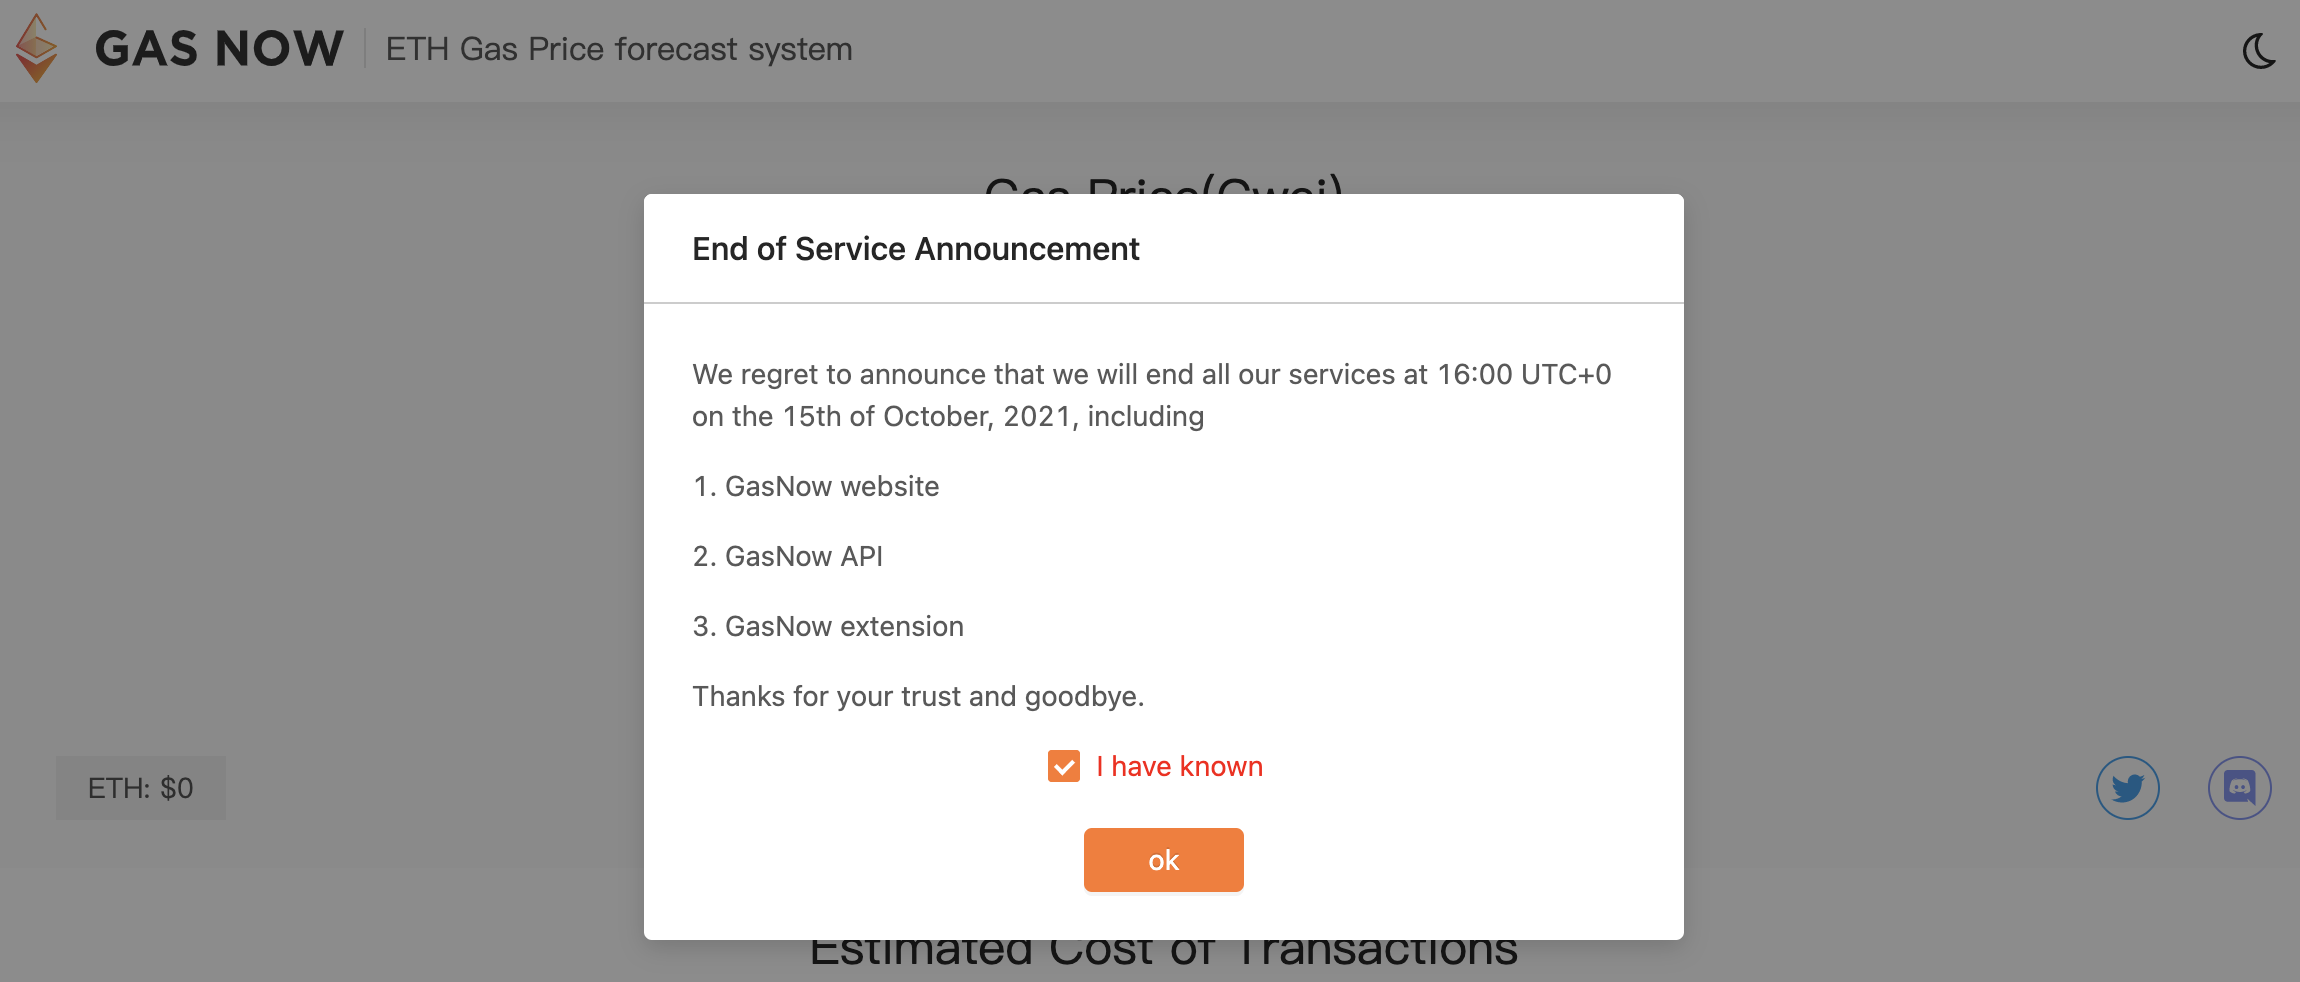 GAS NOW
ETH Gas Price forecast system
Gas Price(Gwei)
End of Service Announcement
We regret to announce that we will end all our services at 16:00 UTC+0
on the 15th of October, 2021, including
1. GasNow website
2. GasNow API
3. GasNow extension
Thanks for your trust and goodbye.
I have known
ETH: $0
ok
Estimated Cost of Transactions